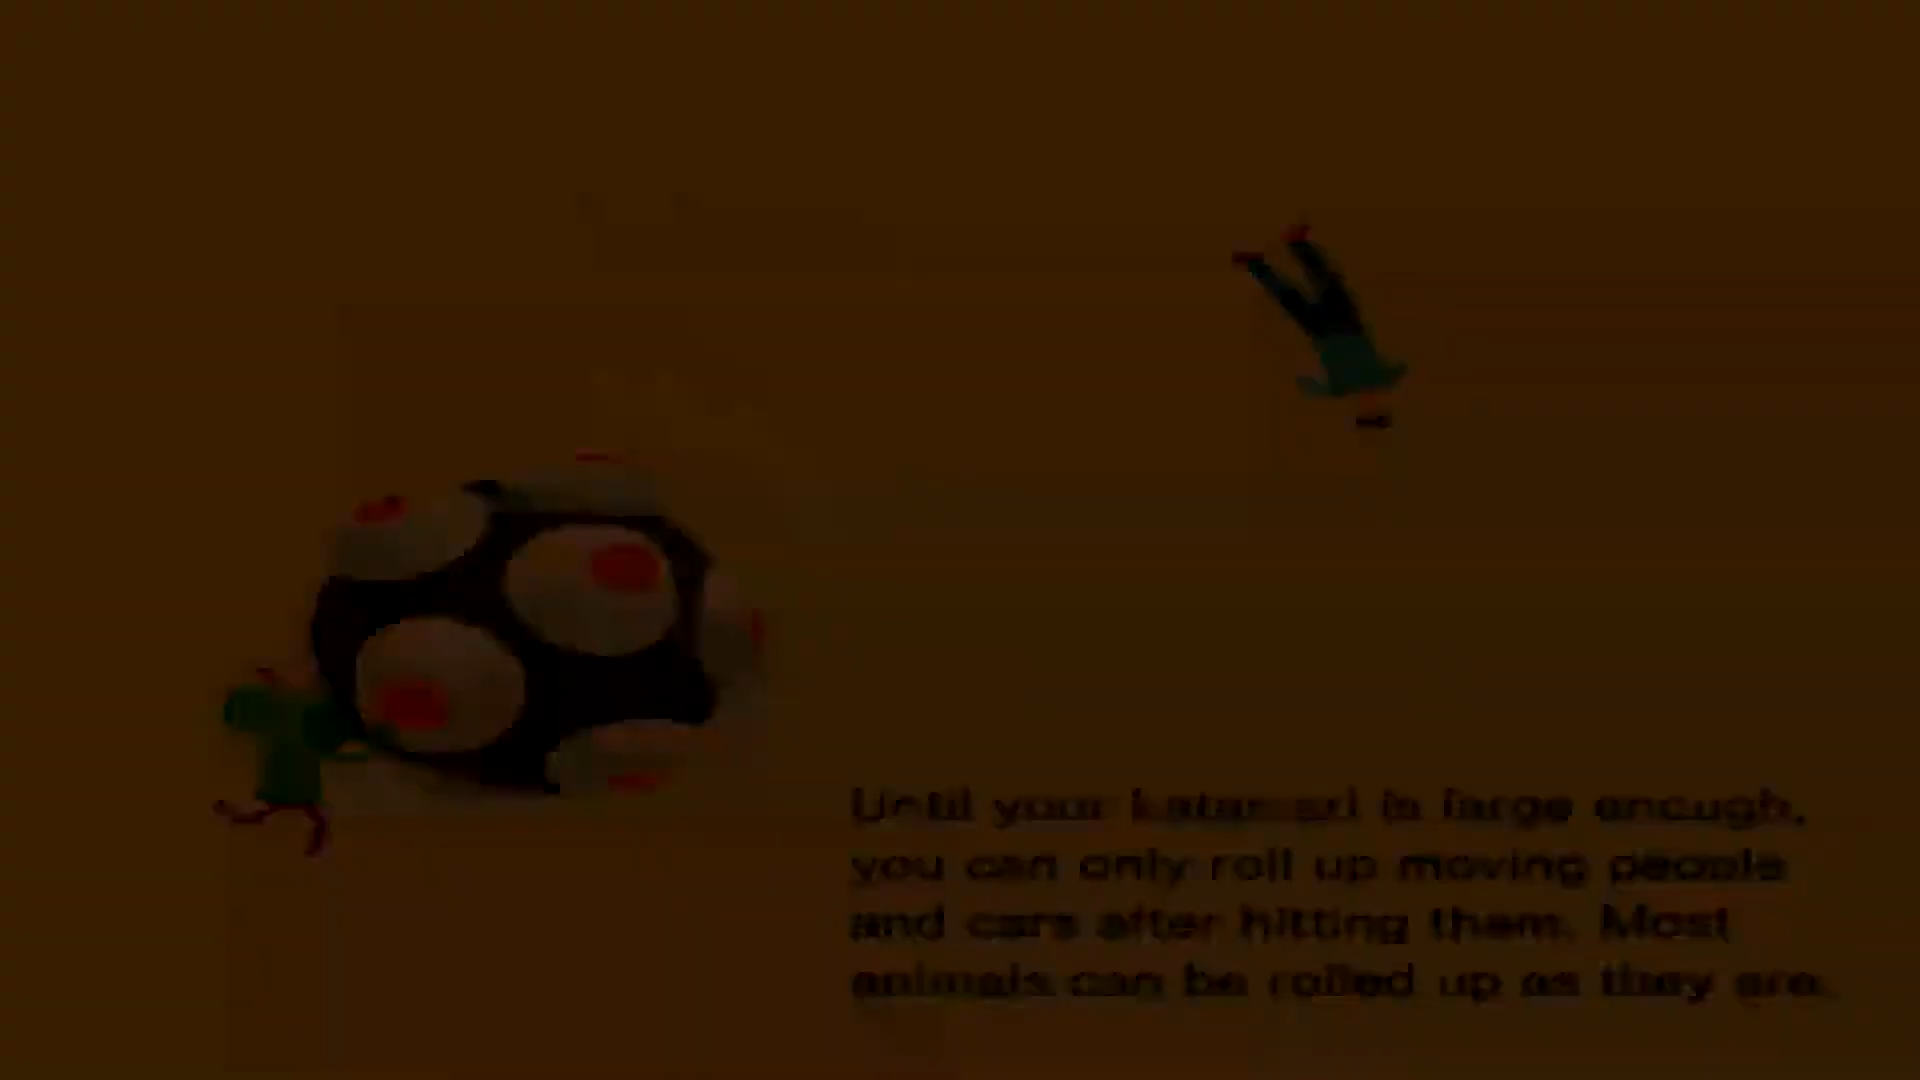 Until your katamari is large enough,
you can only roll up moving people
and cars after hitting them. Most
animals can be rolled up as they are.